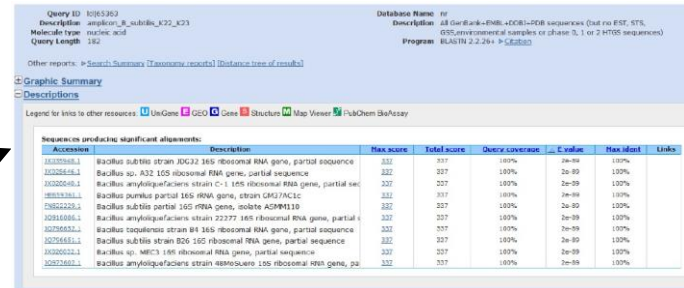 Query ID lcl|65363
Description amplicon_B_subtilis_K22_K23
Molecule type nucleic acid
Query Length 182
Database Name nr
Description All GenBank+EMBL+DDBJ+PDB sequences (but no EST, STS, GSS,environmental samples or phase 0, 1 or 2 HTGS sequences)
Program BLASTN 2.2.26+ Citation
Other reports: Search Summary [Taxonomy reports] [Distance tree of results]
Graphic Summary
Descriptions
Legend for links to other resources: U UniGene E GEO G Gene S Structure M Map Viewer PubChem BioAssay
Sequences producing significant alignments:
Accession Description Max score Total score Query coverage E value Max ident Links
Bacillus subtilis strain JDG32 16S ribosomal RNA gene, partial sequence 337 337 100% 2e-89 100%
Bacillus sp. A32 16S ribosomal RNA gene, partial sequence 337 337 100% 2e-89 100%
Bacillus amyloliquefaciens strain C-1 16S ribosomal RNA gene, partial sec 337 337 100% 2e-89 100%
Bacillus pumilus partial 16S rRNA gene, strain GM37AC1c 337 337 100% 2e-89 100%
Bacillus subtilis partial 16S rRNA gene, isolate ASMM110 337 337 100% 2e-89 100%
Bacillus amyloliquefaciens strain 22277 16S ribosomal RNA gene, partial 337 337 100% 2e-89 100%
Bacillus tequilensis strain B4 16S ribosomal RNA gene, partial sequence 337 337 100% 2e-89 100%
Bacillus subtilis strain B26 16S ribosomal RNA gene, partial sequence 337 337 100% 2e-89 100%
Bacillus sp. MEC3 16S ribosomal RNA gene, partial sequence 337 337 100% 2e-89 100%
Bacillus amyloliquefaciens strain 48MoSuero 16S ribosomal RNA gene, pa 337 337 100% 2e-89 100%